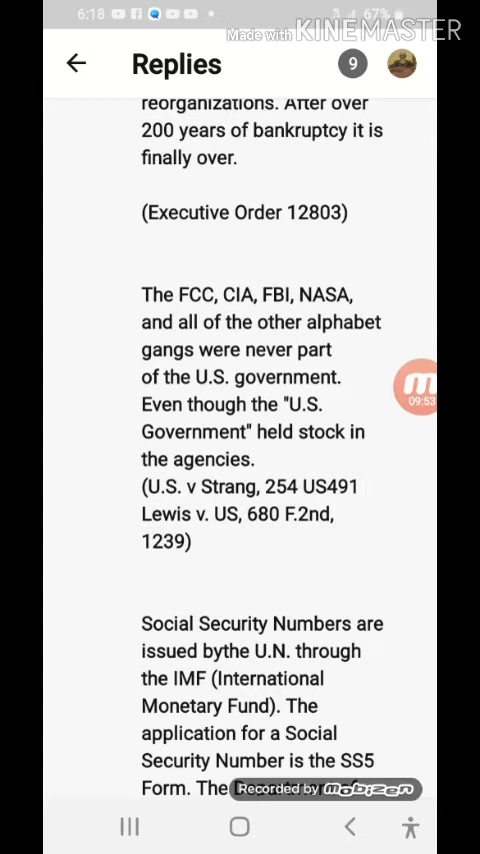 6:18
67%
Made with KINEMASTER
Replies
9
reorganizations. After over
200 years of bankruptcy it is
finally over.
(Executive Order 12803)
The FCC, CIA, FBI, NASA,
and all of the other alphabet
gangs were never part
of the U.S. government.
Even though the "U.S.
Government" held stock in
the agencies.
(U.S. v Strang, 254 US491
Lewis v. US, 680 F.2nd,
1239)
09:53
Social Security Numbers are
issued bythe U.N. through
the IMF (International
Monetary Fund). The
application for a Social
Security Number is the SS5
Form. The
Recorded by mobizen